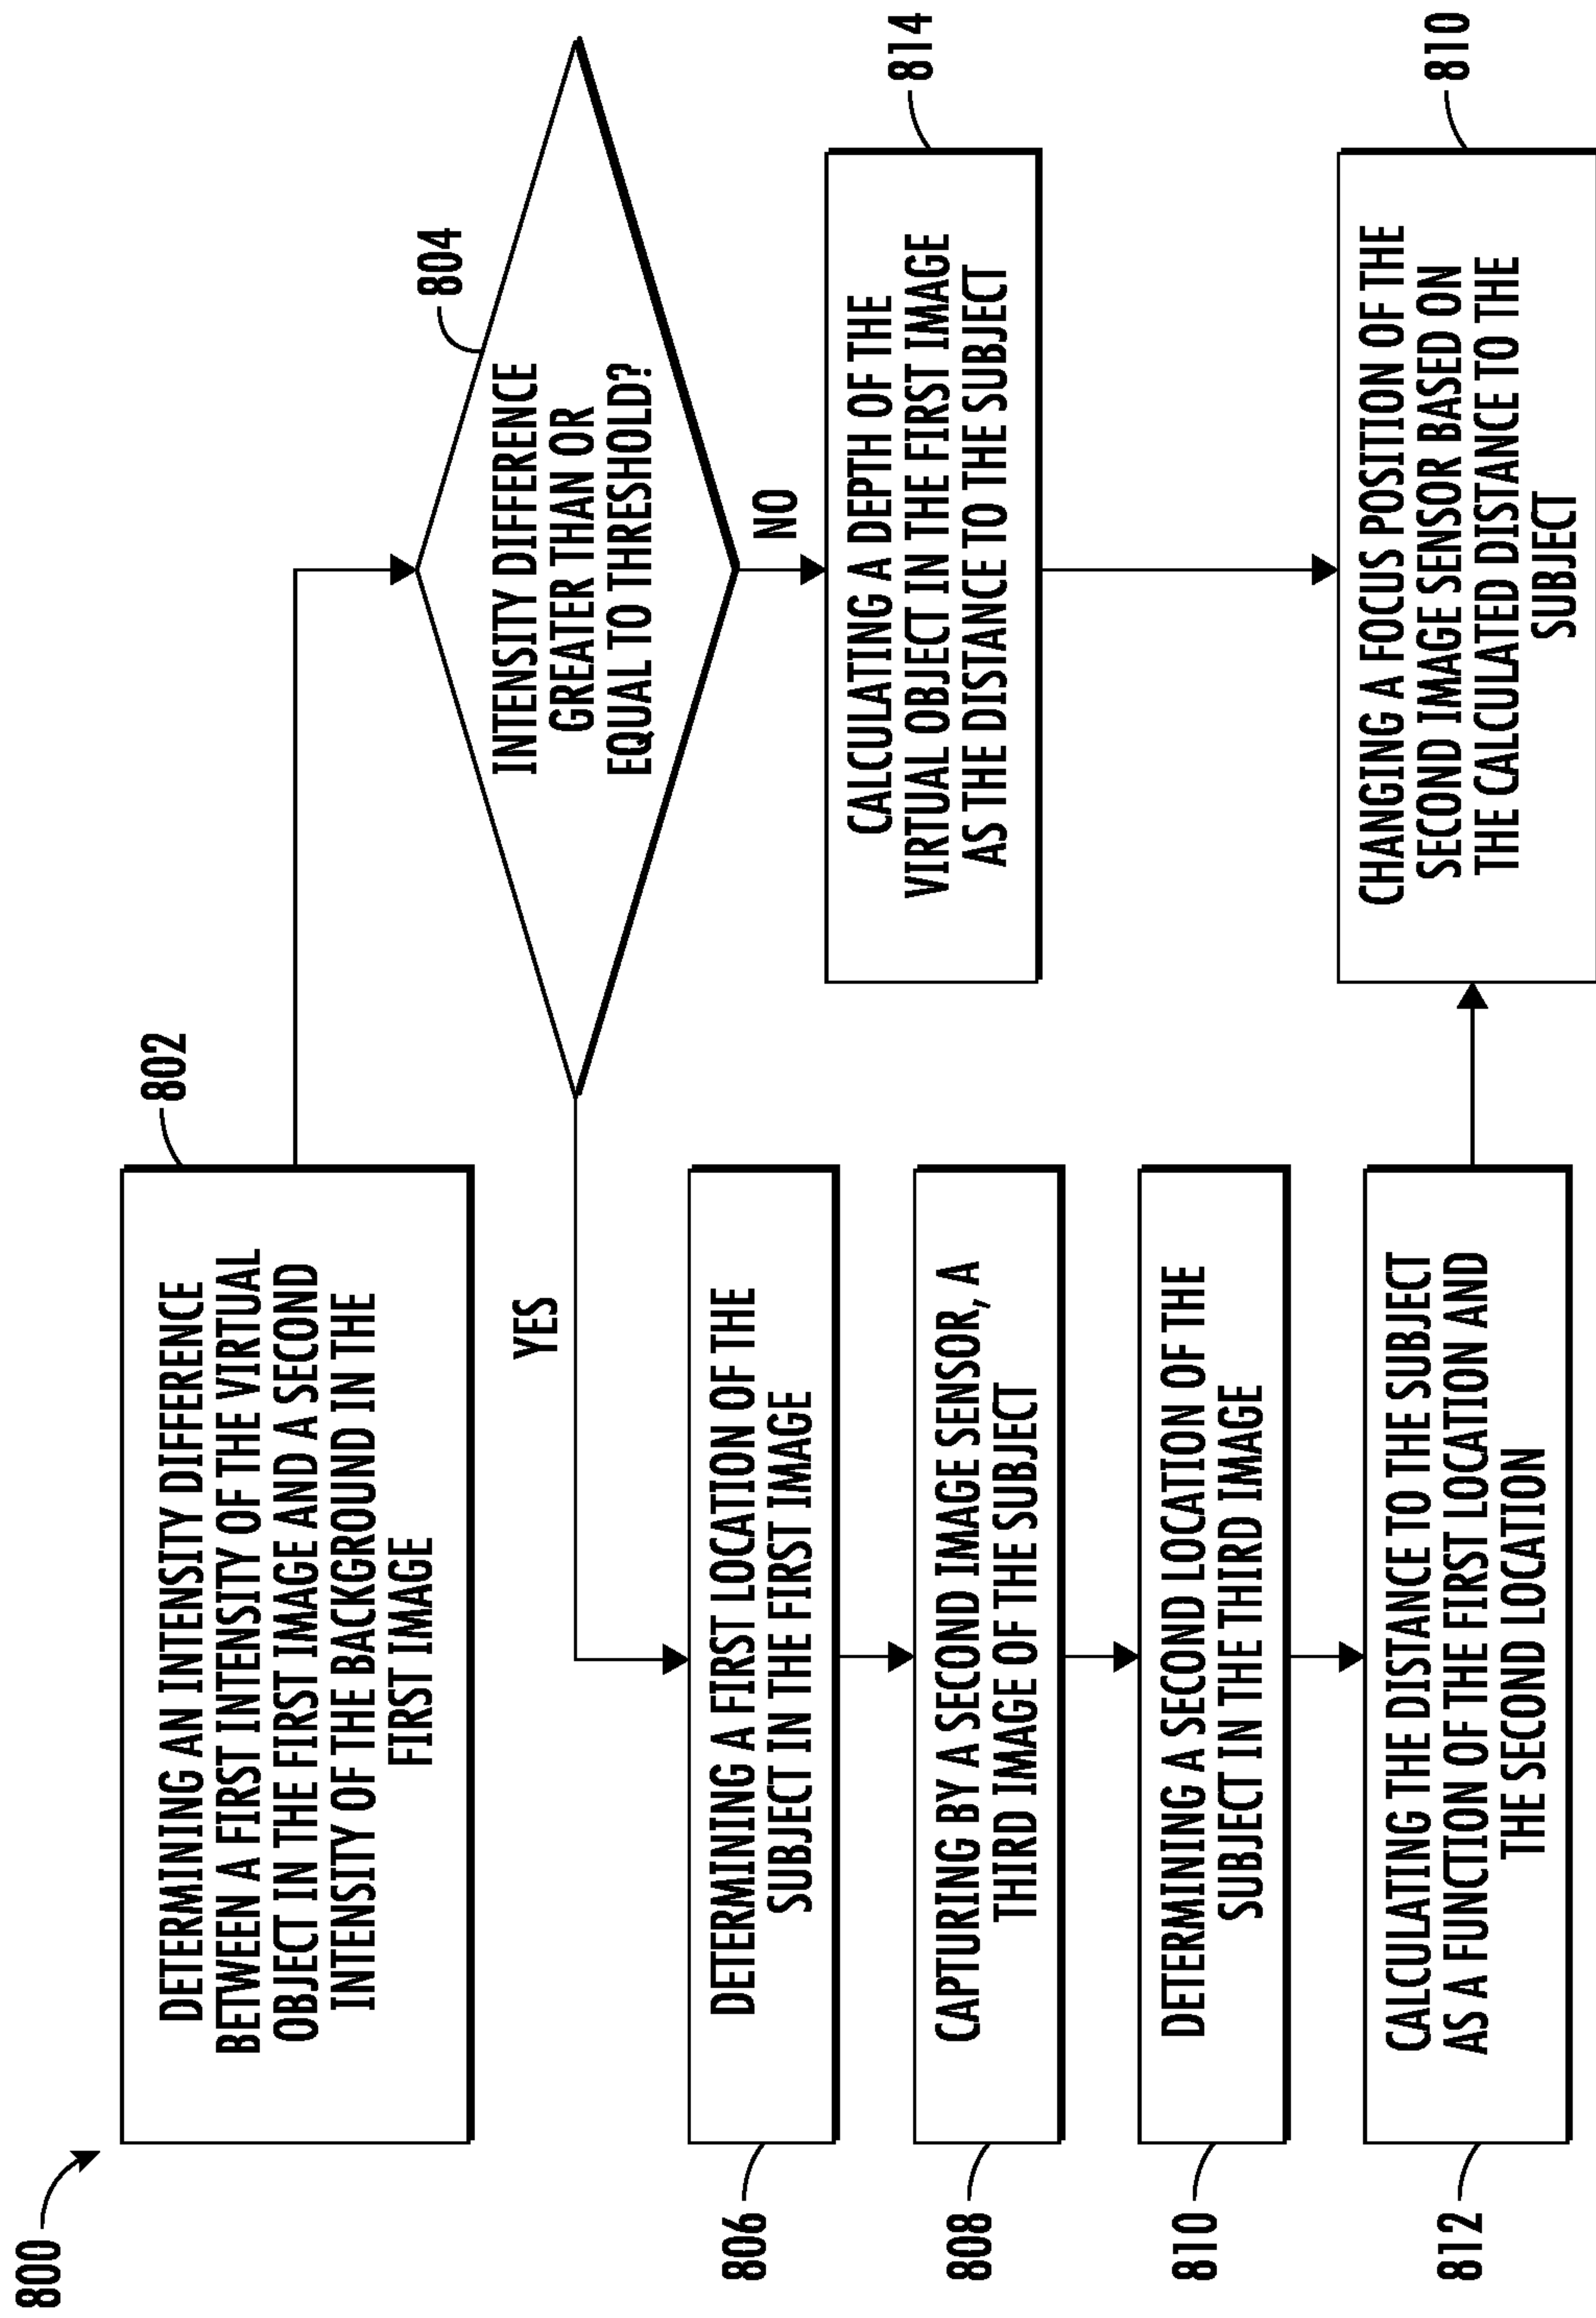 800
802
DETERMINING AN INTENSITY DIFFERENCE
BETWEEN A FIRST INTENSITY OF THE VIRTUAL
OBJECT IN THE FIRST IMAGE AND A SECOND
INTENSITY OF THE BACKGROUND IN THE
FIRST IMAGE
804
INTENSITY DIFFERENCE
GREATER THAN OR
EQUAL TO THRESHOLD?
YES
NO
806
DETERMINING A FIRST LOCATION OF THE
SUBJECT IN THE FIRST IMAGE
808
CAPTURING BY A SECOND IMAGE SENSOR, A
THIRD IMAGE OF THE SUBJECT
810
DETERMINING A SECOND LOCATION OF THE
SUBJECT IN THE THIRD IMAGE
812
CALCULATING THE DISTANCE TO THE SUBJECT
AS A FUNCTION OF THE FIRST LOCATION AND
THE SECOND LOCATION
814
CALCULATING A DEPTH OF THE
VIRTUAL OBJECT IN THE FIRST IMAGE
AS THE DISTANCE TO THE SUBJECT
810
CHANGING A FOCUS POSITION OF THE
SECOND IMAGE SENSOR BASED ON
THE CALCULATED DISTANCE TO THE
SUBJECT